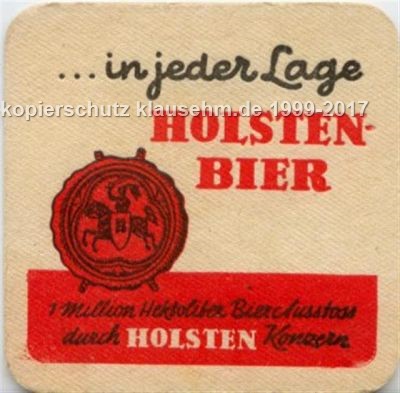 ... in jeder Lage
kopierschutz klausehm.de 1999-2017
HOLSTEN-
BIER
1 Million Hektoliter Bierausstoss
durch HOLSTEN Konzern